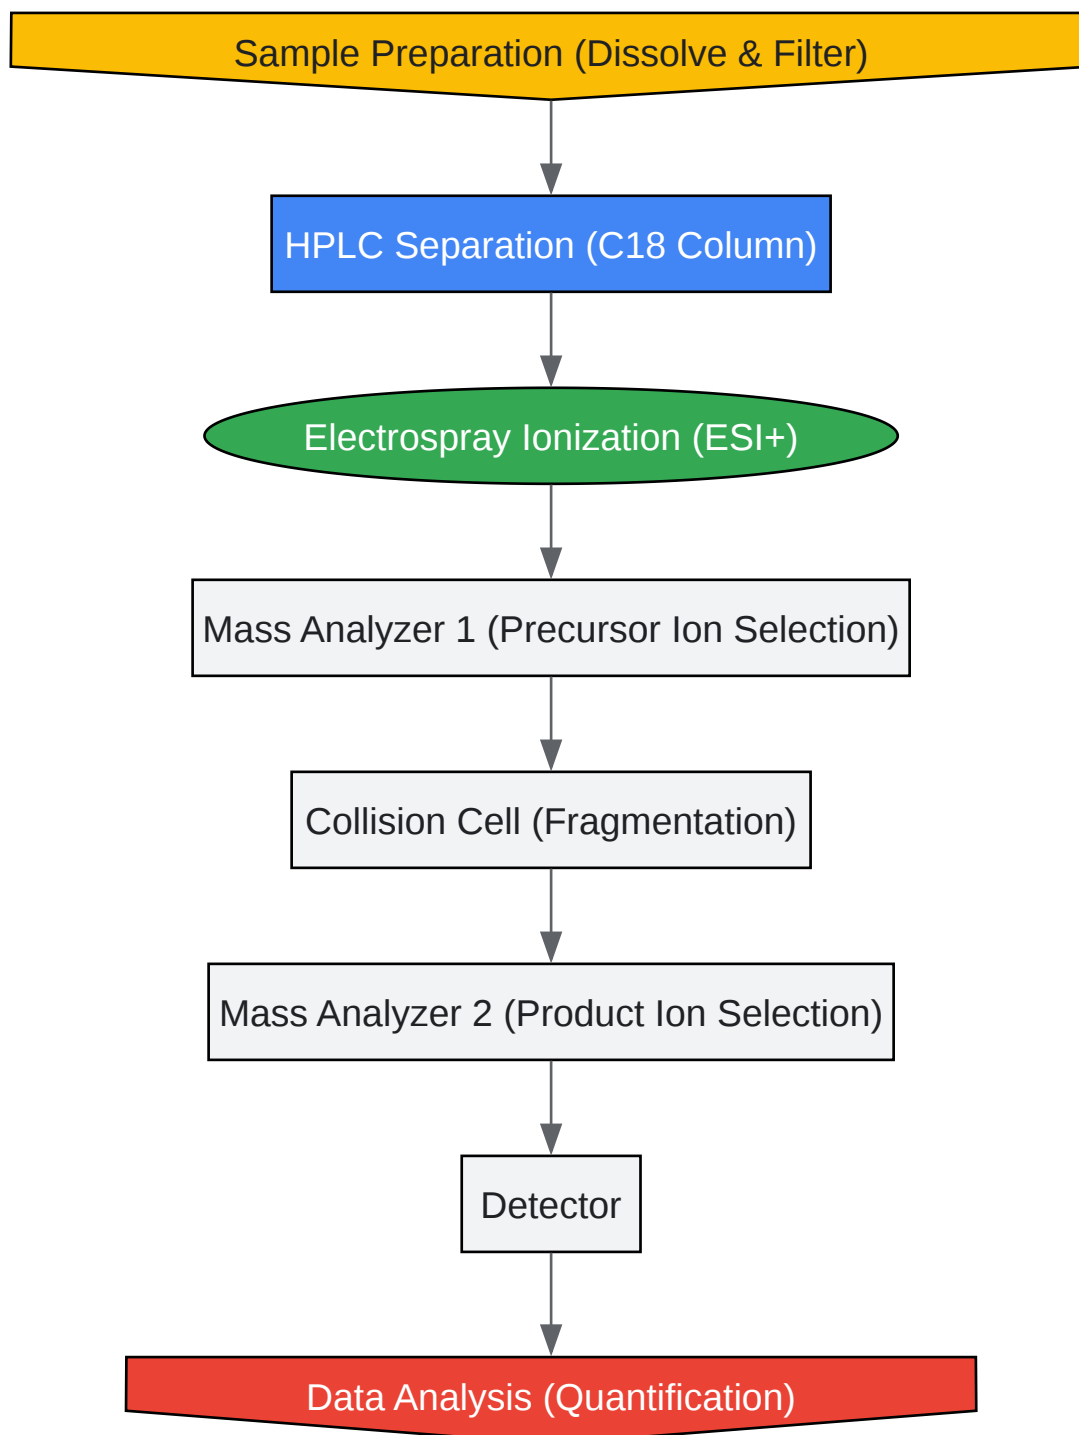 Sample Preparation (Dissolve & Filter)
HPLC Separation (C18 Column)
Electrospray Ionization (ESI+)
Mass Analyzer 1 (Precursor Ion Selection)
Collision Cell (Fragmentation)
Mass Analyzer 2 (Product Ion Selection)
Detector
Data Analysis (Quantification)